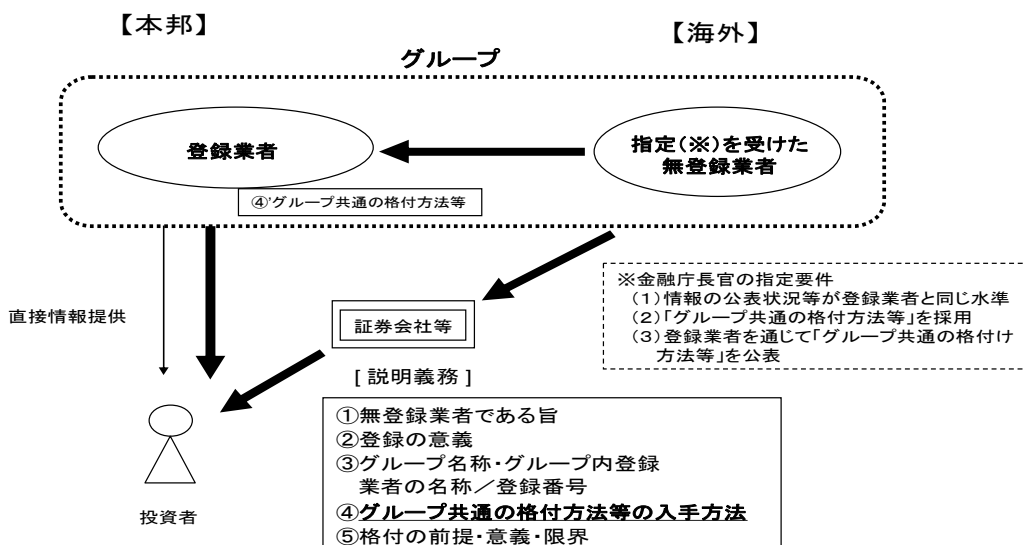 【本邦】
【海外】
グループ
登録業者
指定(※)を受けた
無登録業者
④’グループ共通の格付方法等
※金融庁長官の指定要件
(1)情報の公表状況等が登録業者と同じ水準
(2)「グループ共通の格付方法等」を採用
(3)登録業者を通じて「グループ共通の格付け
方法等」を公表
直接情報提供
証券会社等
[ 説明義務 ]
①無登録業者である旨
②登録の意義
③グループ名称・グループ内登録
業者の名称/登録番号
④グループ共通の格付方法等の入手方法
⑤格付の前提・意義・限界
投資者